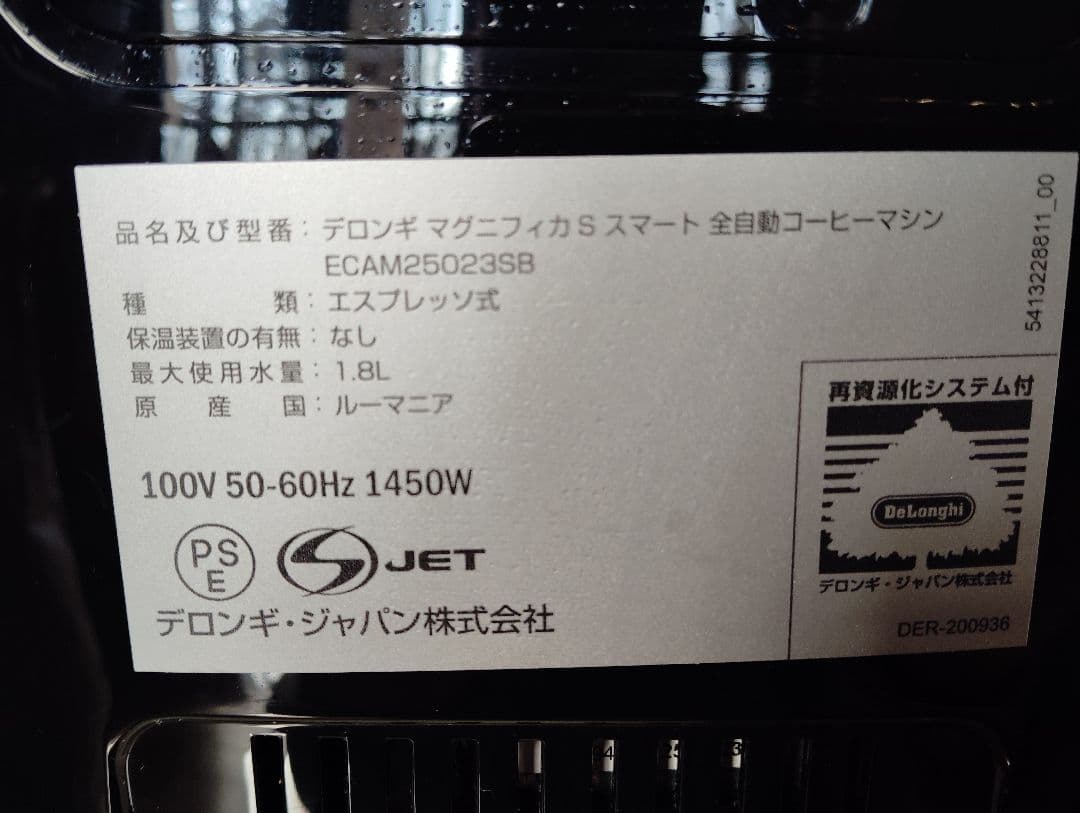 品名及び型番：デロンギ マグニフィカS スマート 全自動コーヒーマシン
ECAM25023SB
種類：エスプレッソ式
保温装置の有無：なし
最大使用水量：1.8L
原産国：ルーマニア
100V 50-60Hz 1450W
PS
E
S JET
デロンギ・ジャパン株式会社
5413228811_00
再資源化システム付
DeLonghi
デロンギ・ジャパン株式会社
DER-200936